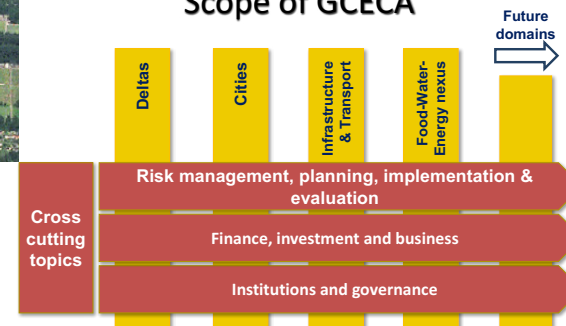 Scope of GCECA
Future
domains
Deltas
Cities
Infrastructure
& Transport
Food-Water-
Energy nexus
Cross
cutting
topics
Risk management, planning, implementation &
evaluation
Finance, investment and business
Institutions and governance